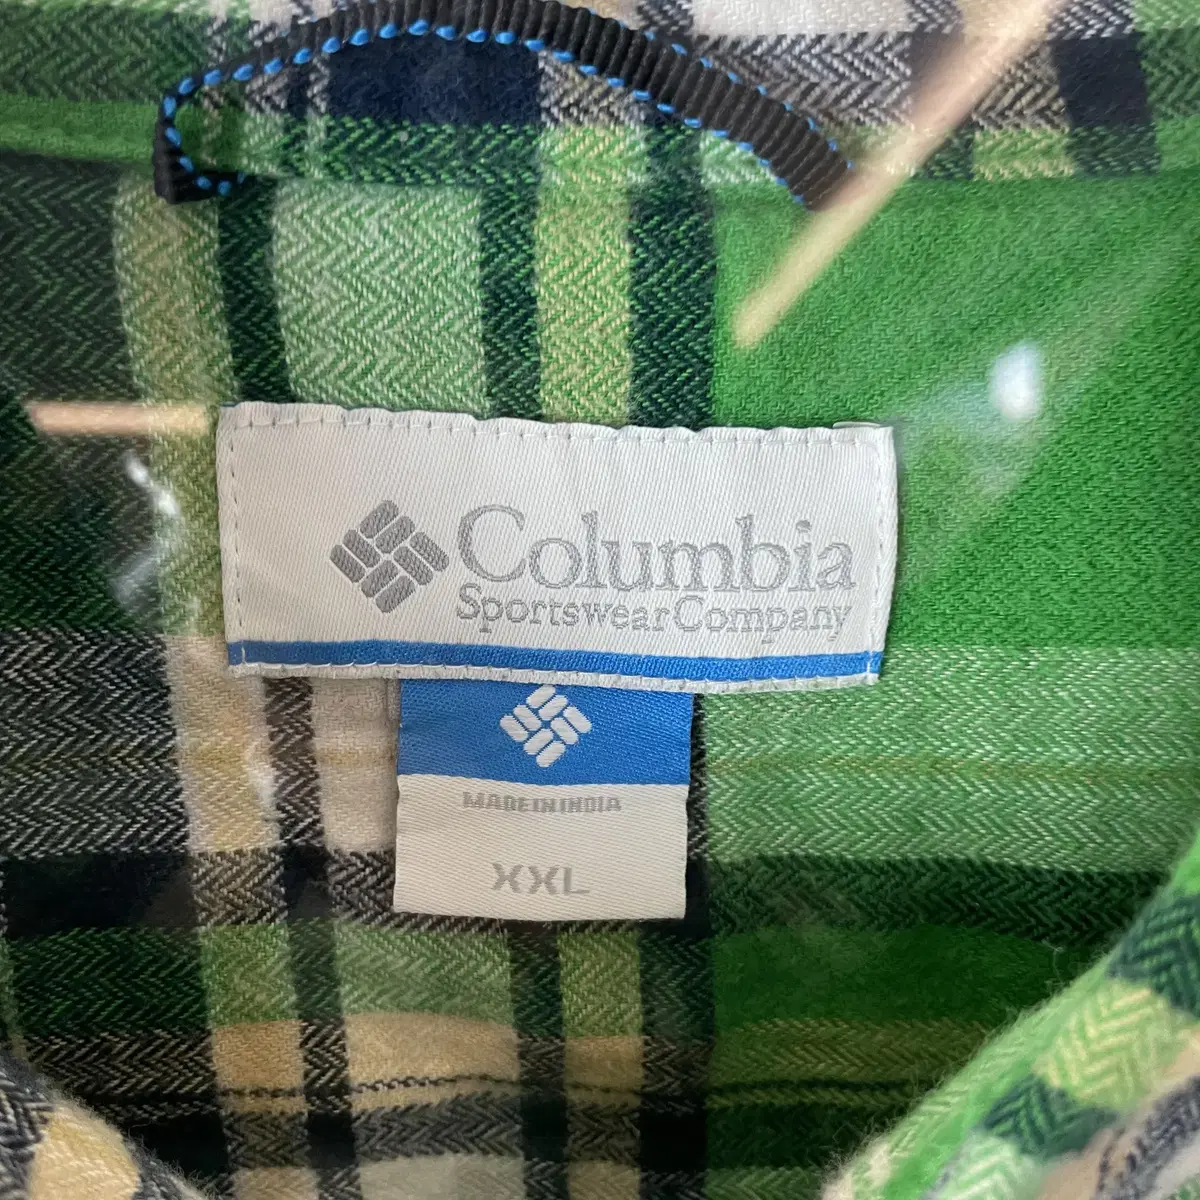 Columbia
Sportswear Company
MADE IN INDIA
XXL